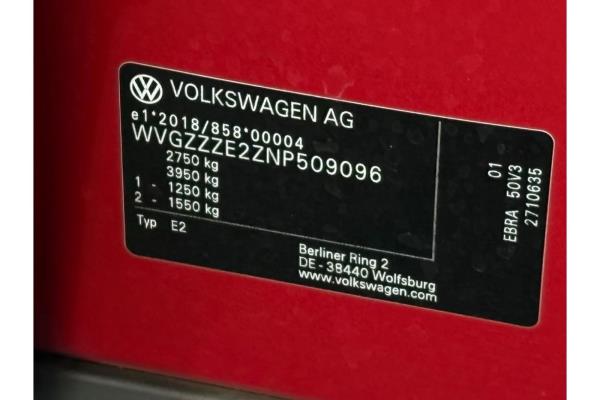 VOLKSWAGEN AG
e1*2018/858*00004
WVGZZZE2ZNP509096
2750 kg
3950 kg
1 - 1250 kg
2 - 1550 kg
Typ E2
Berliner Ring 2
DE - 38440 Wolfsburg
www.volkswagen.com
01
EBRA 50V3
2710635